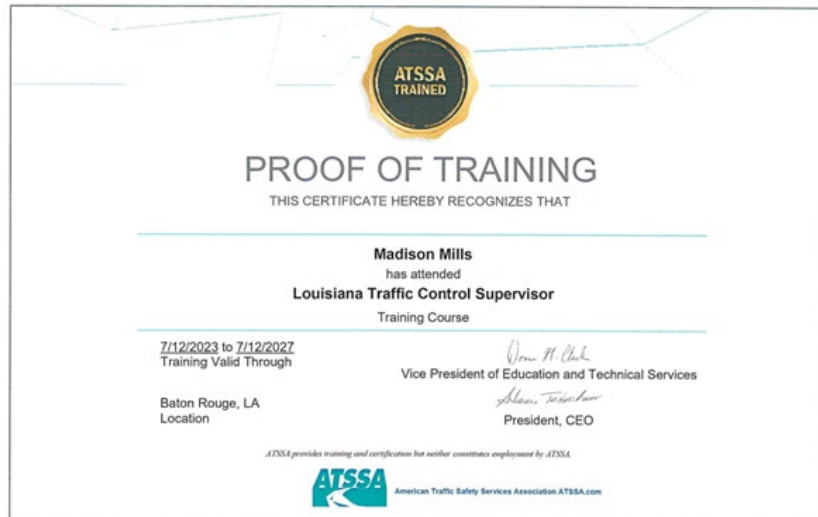 ATSSA
TRAINED
PROOF OF TRAINING
THIS CERTIFICATE HEREBY RECOGNIZES THAT
Madison Mills
has attended
Louisiana Traffic Control Supervisor
Training Course
7/12/2023 to 7/12/2027
Training Valid Through
Vice President of Education and Technical Services
Baton Rouge, LA
Location
President, CEO
ATSSA provides training and certification but neither constitutes employment by ATSSA.
ATSSA
American Traffic Safety Services Association ATSSA.com